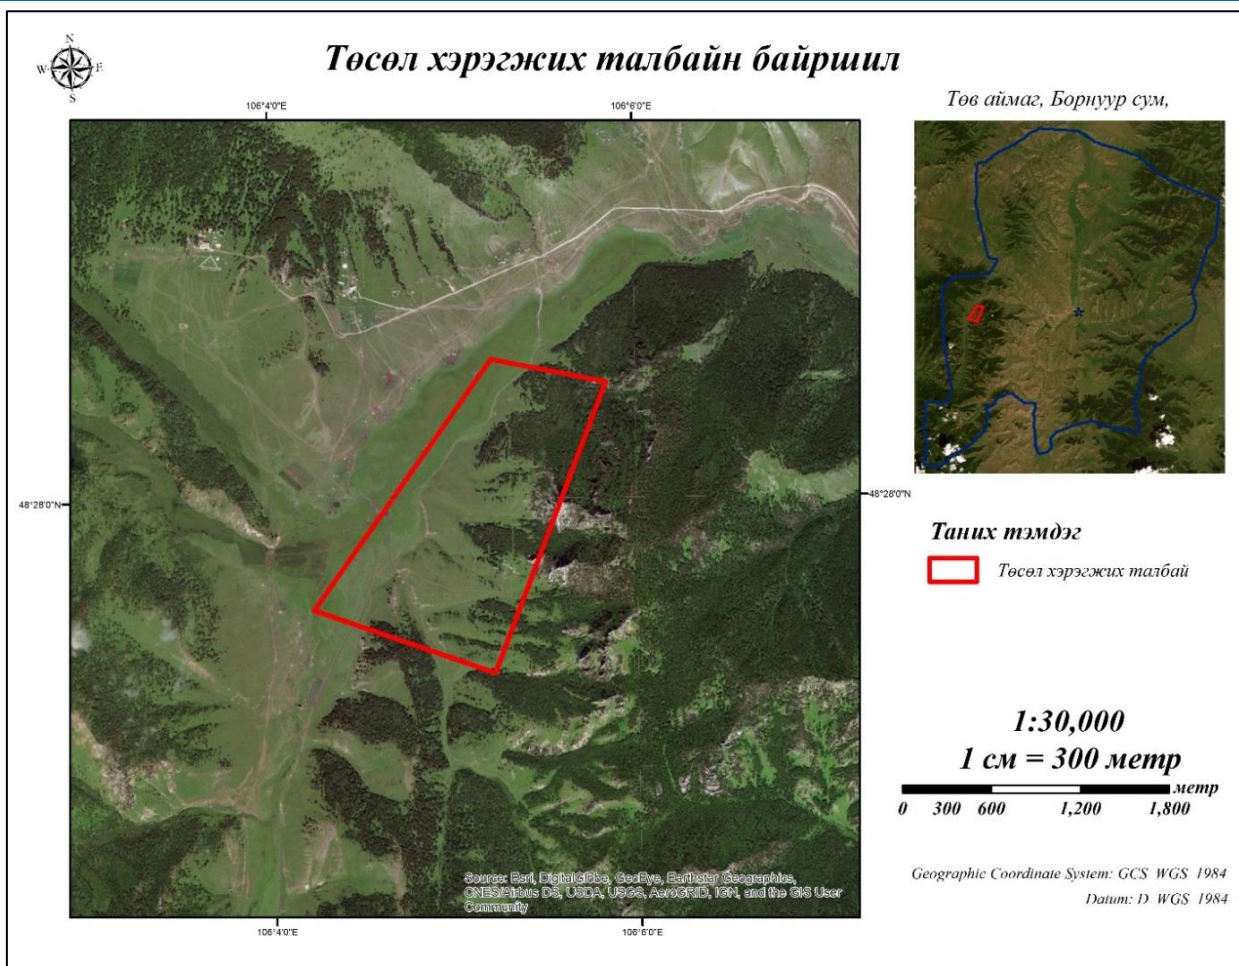 Төсөл хэрэгжих талбайн байршил
N
W
E
S
Төв аймаг, Борнуур сум,
106°4'0"E
106°6'0"E
48°28'0"N
48°28'0"N
Таних тэмдэг
Төсөл хэрэгжих талбай
1:30,000
1 см = 300 метр
метр
0 300 600 1,200 1,800
Source: Esri, DigitalGlobe, GeoEye, Earthstar Geographics,
CNES/Airbus DS, USDA, USGS, AeroGRID, IGN, and the GIS User
Community
Geographic Coordinate System: GCS WGS 1984
Datum: D WGS 1984
106°4'0"E
106°6'0"E